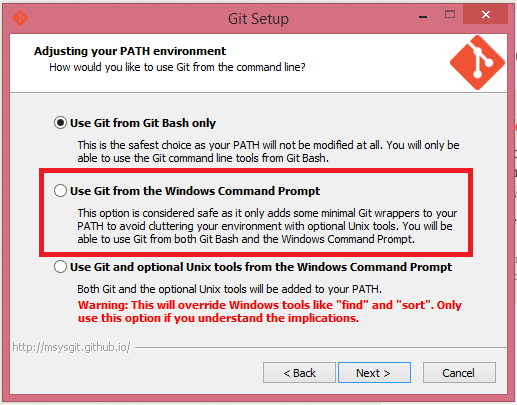 Git Setup
Adjusting your PATH environment
How would you like to use Git from the command line?
Use Git from Git Bash only
This is the safest choice as your PATH will not be modified at all. You will only be
able to use the Git command line tools from Git Bash.
Use Git from the Windows Command Prompt
This option is considered safe as it only adds some minimal Git wrappers to your
PATH to avoid cluttering your environment with optional Unix tools. You will be
able to use Git from both Git Bash and the Windows Command Prompt.
Use Git and optional Unix tools from the Windows Command Prompt
Both Git and the optional Unix tools will be added to your PATH.
Warning: This will override Windows tools like "find" and "sort". Only
use this option if you understand the implications.
http://msysgit.github.io/
< Back Next > Cancel